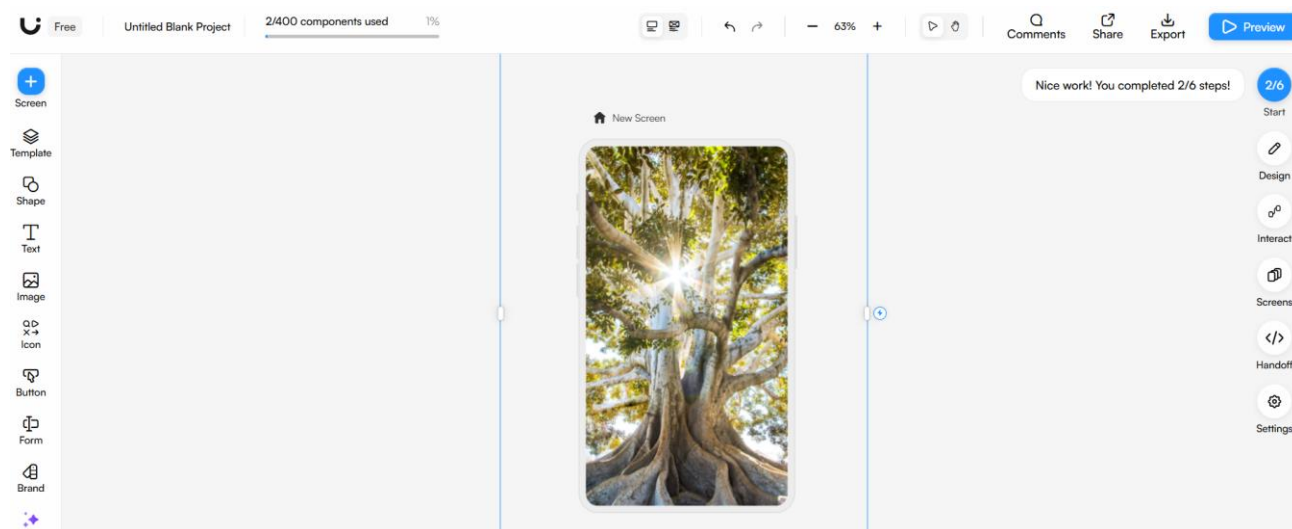 Free
Untitled Blank Project
2/400 components used
1%
63%
Comments
Share
Export
Preview
Screen
Template
Shape
Text
Image
Icon
Button
Form
Brand
New Screen
Nice work! You completed 2/6 steps!
2/6
Start
Design
Interact
Screens
Handoff
Settings